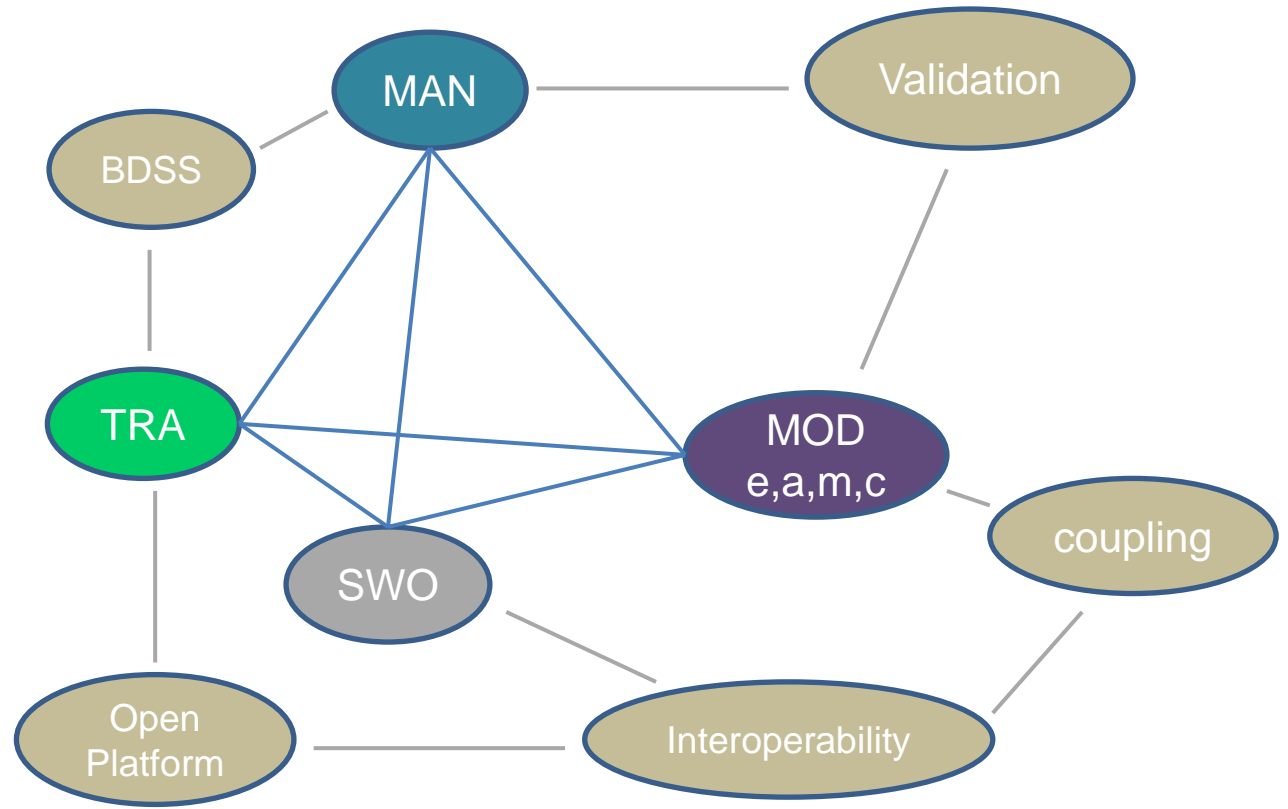 MAN
Validation
BDSS
TRA
MOD
e,a,m,c
coupling
SWO
Open
Platform
Interoperability